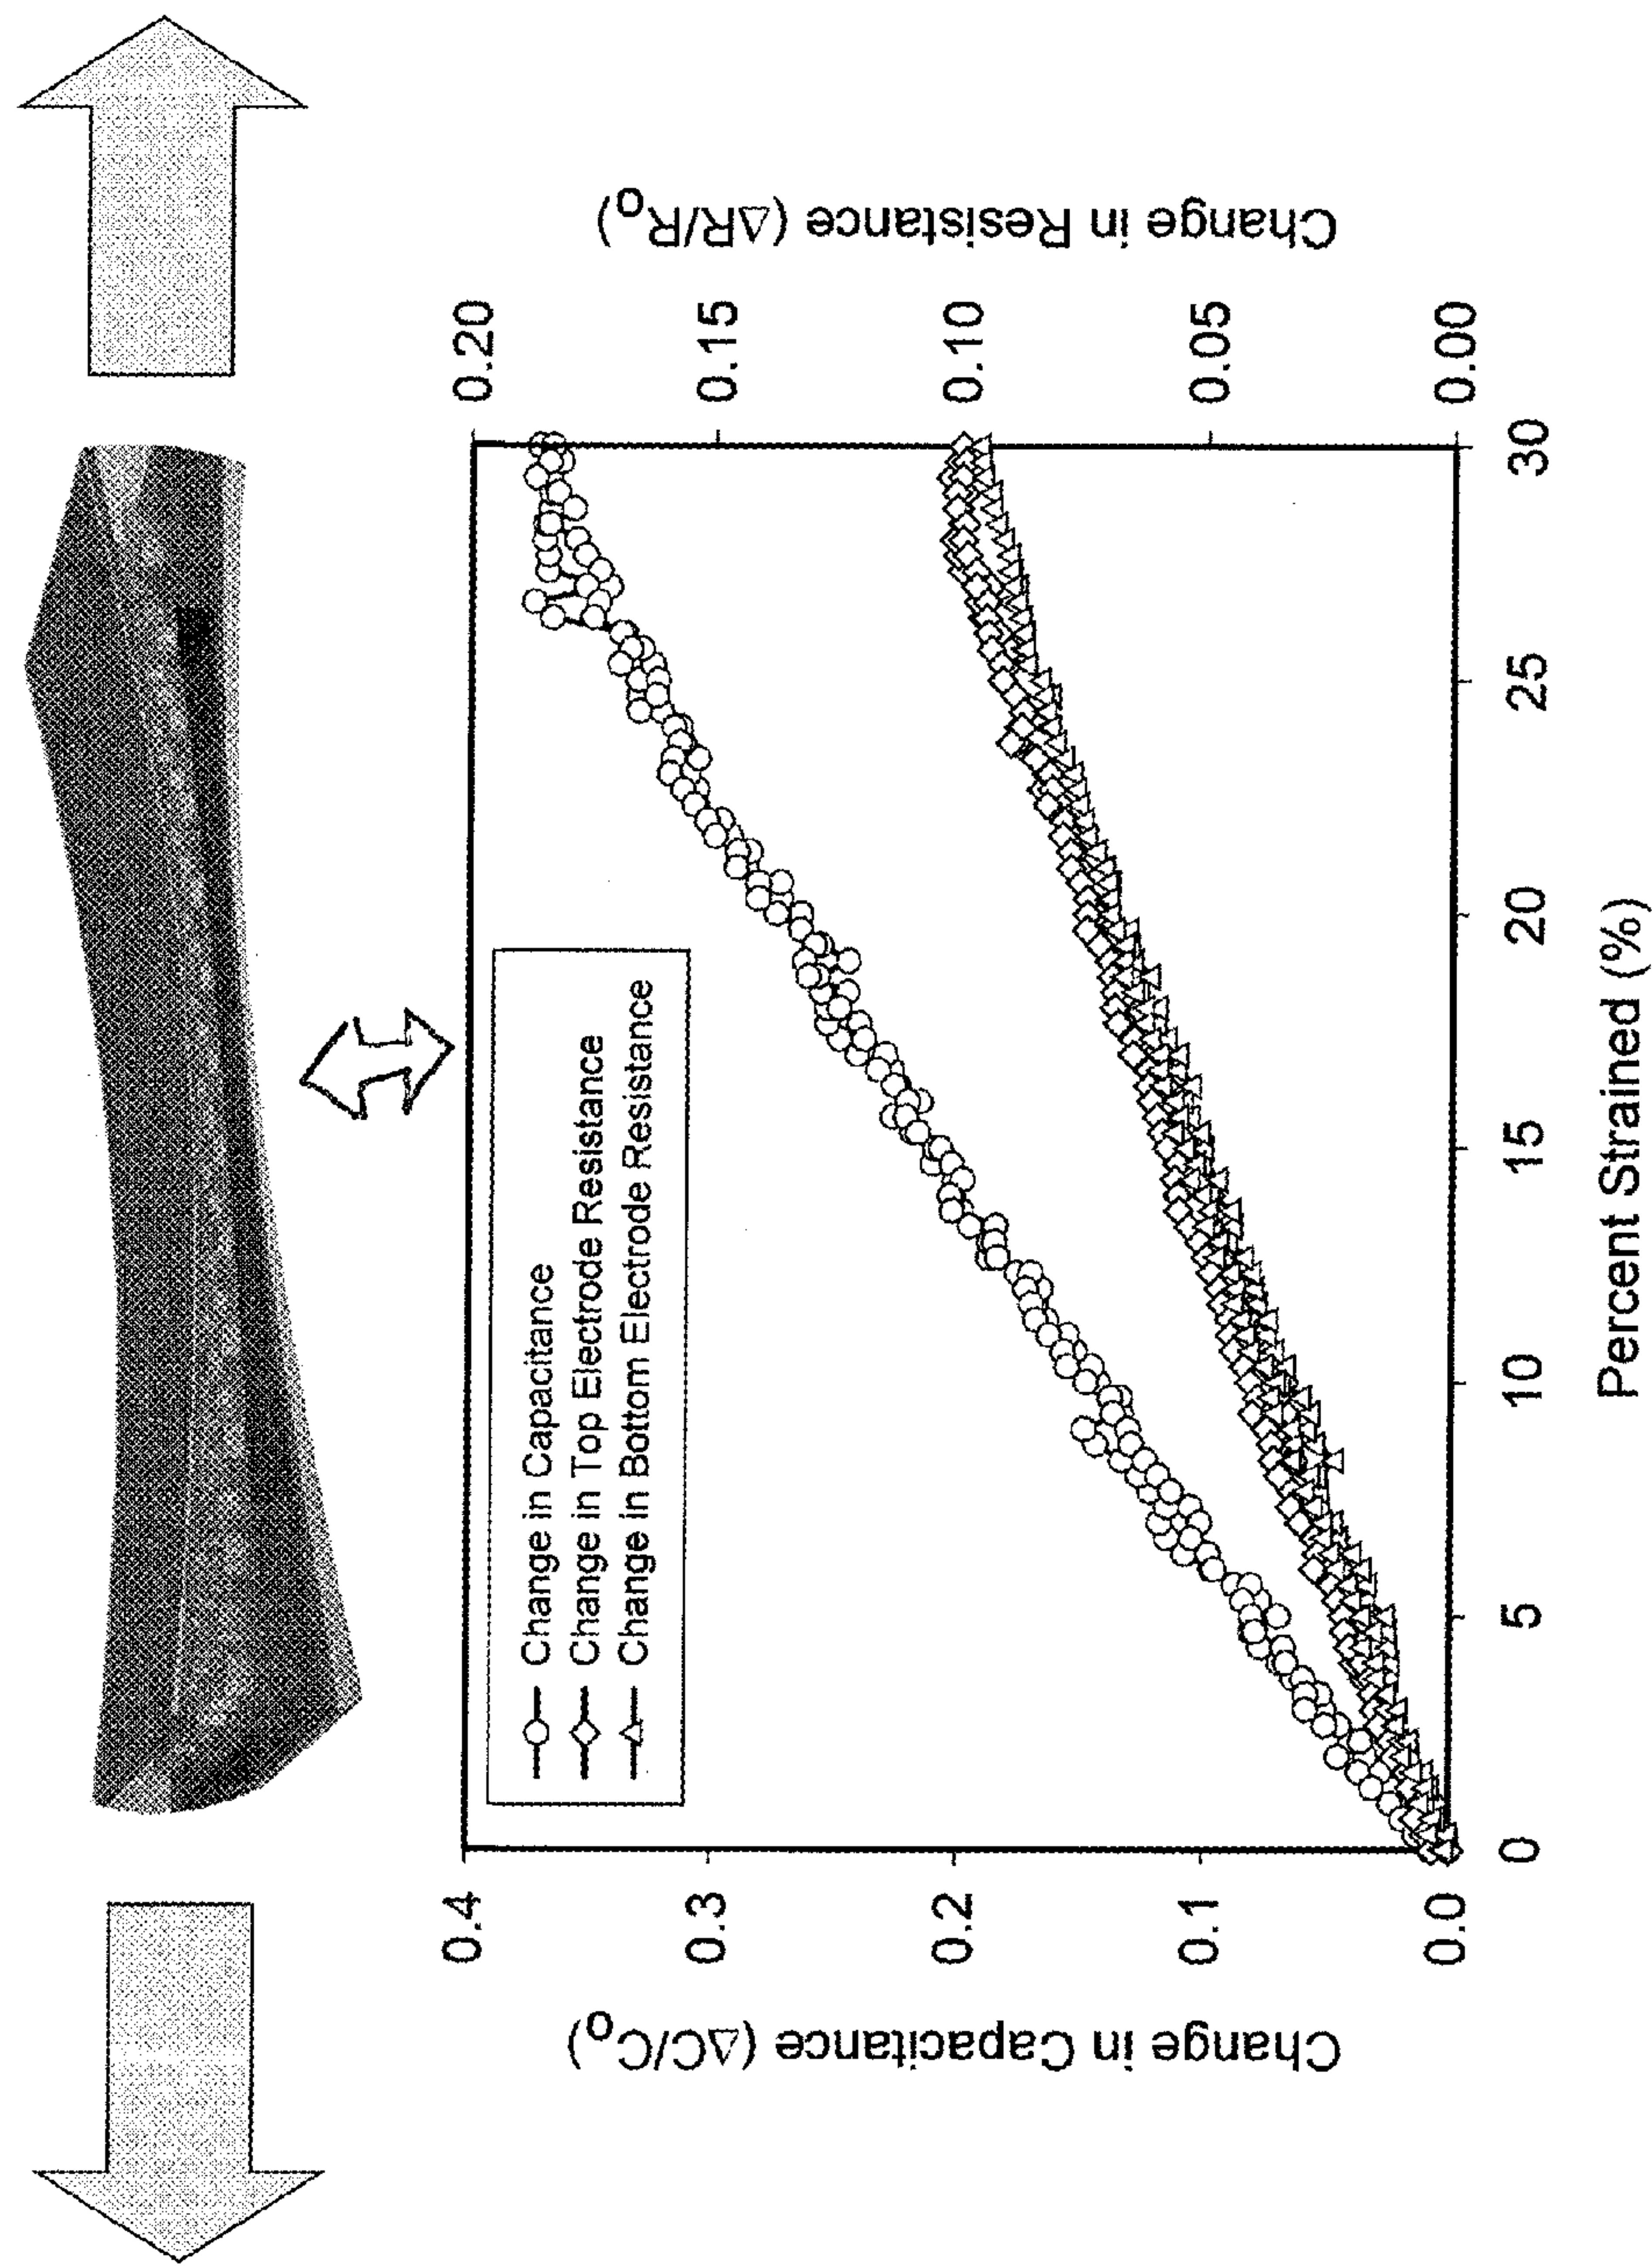 Change in Capacitance (ΔC/Co)
0.4
0.3
0.2
0.1
0.0
Change in Capacitance
Change in Top Electrode Resistance
Change in Bottom Electrode Resistance
0 5 10 15 20 25 30
Percent Strained (%)
0.20
0.15
0.10
0.05
0.00
Change in Resistance (ΔR/Ro)